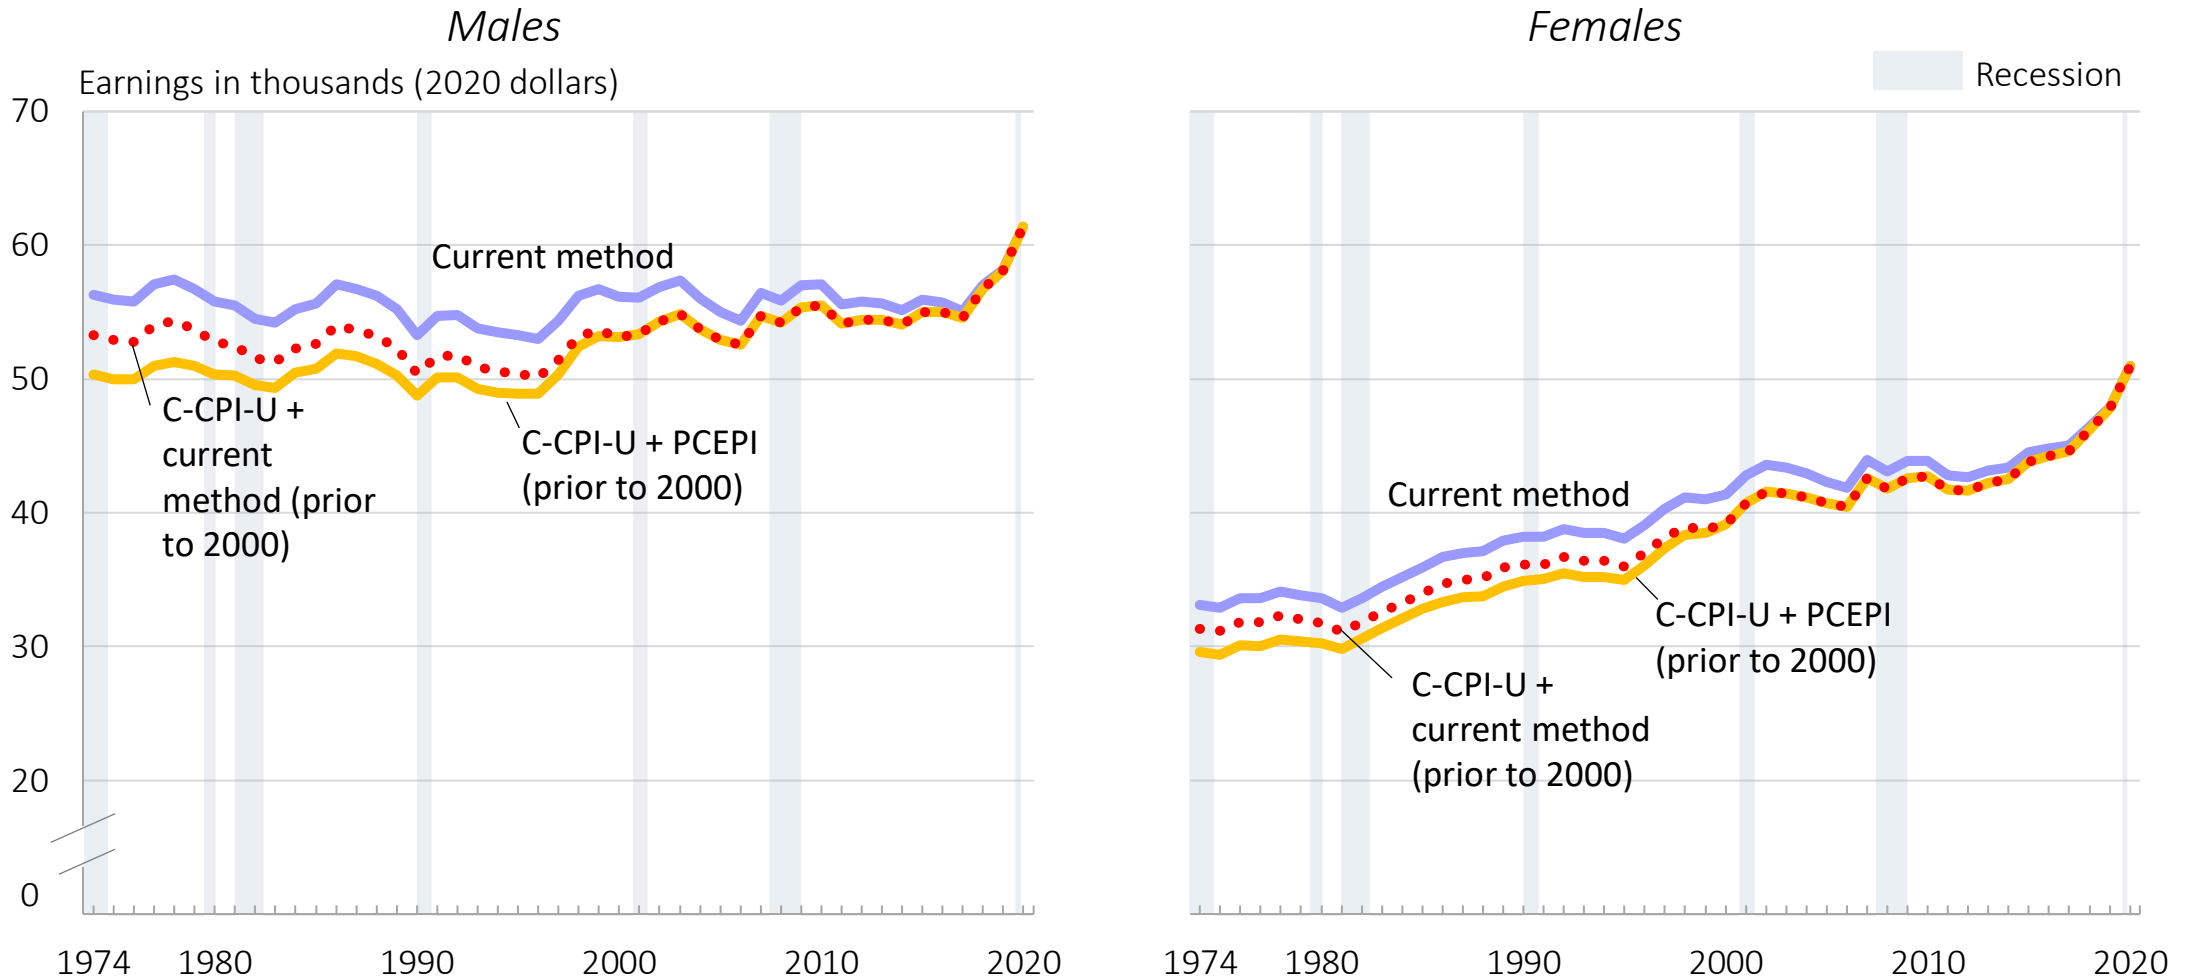 Males
Females
Earnings in thousands (2020 dollars)
Recession
70
60
50
40
30
20
0
Current method
C-CPI-U +
current
method (prior
to 2000)
C-CPI-U + PCEPI
(prior to 2000)
1974
1980
1990
2000
2010
2020
Current method
C-CPI-U + PCEPI
(prior to 2000)
C-CPI-U +
current method
(prior to 2000)
1974
1980
1990
2000
2010
2020